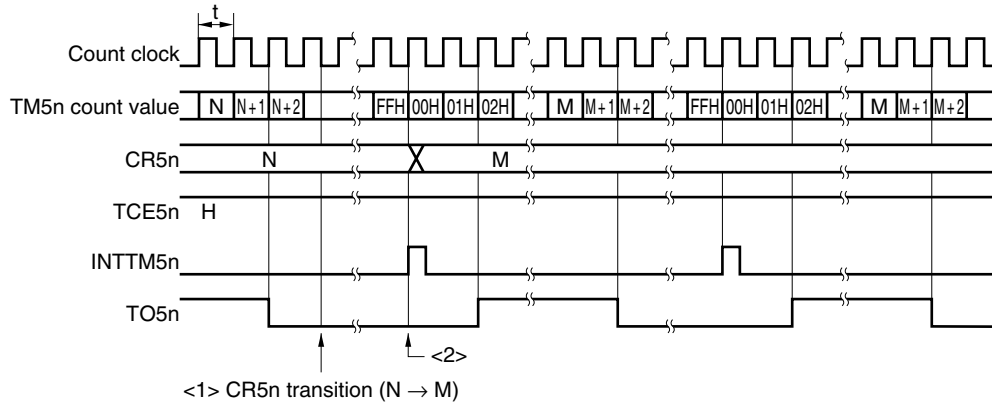 t
Count clock
TM5n count value N N+1 N+2 FFH 00H 01H 02H M M+1 M+2 FFH 00H 01H 02H M M+1 M+2
CR5n N M
TCE5n H
INTTM5n
TO5n
<2>
<1> CR5n transition (N → M)